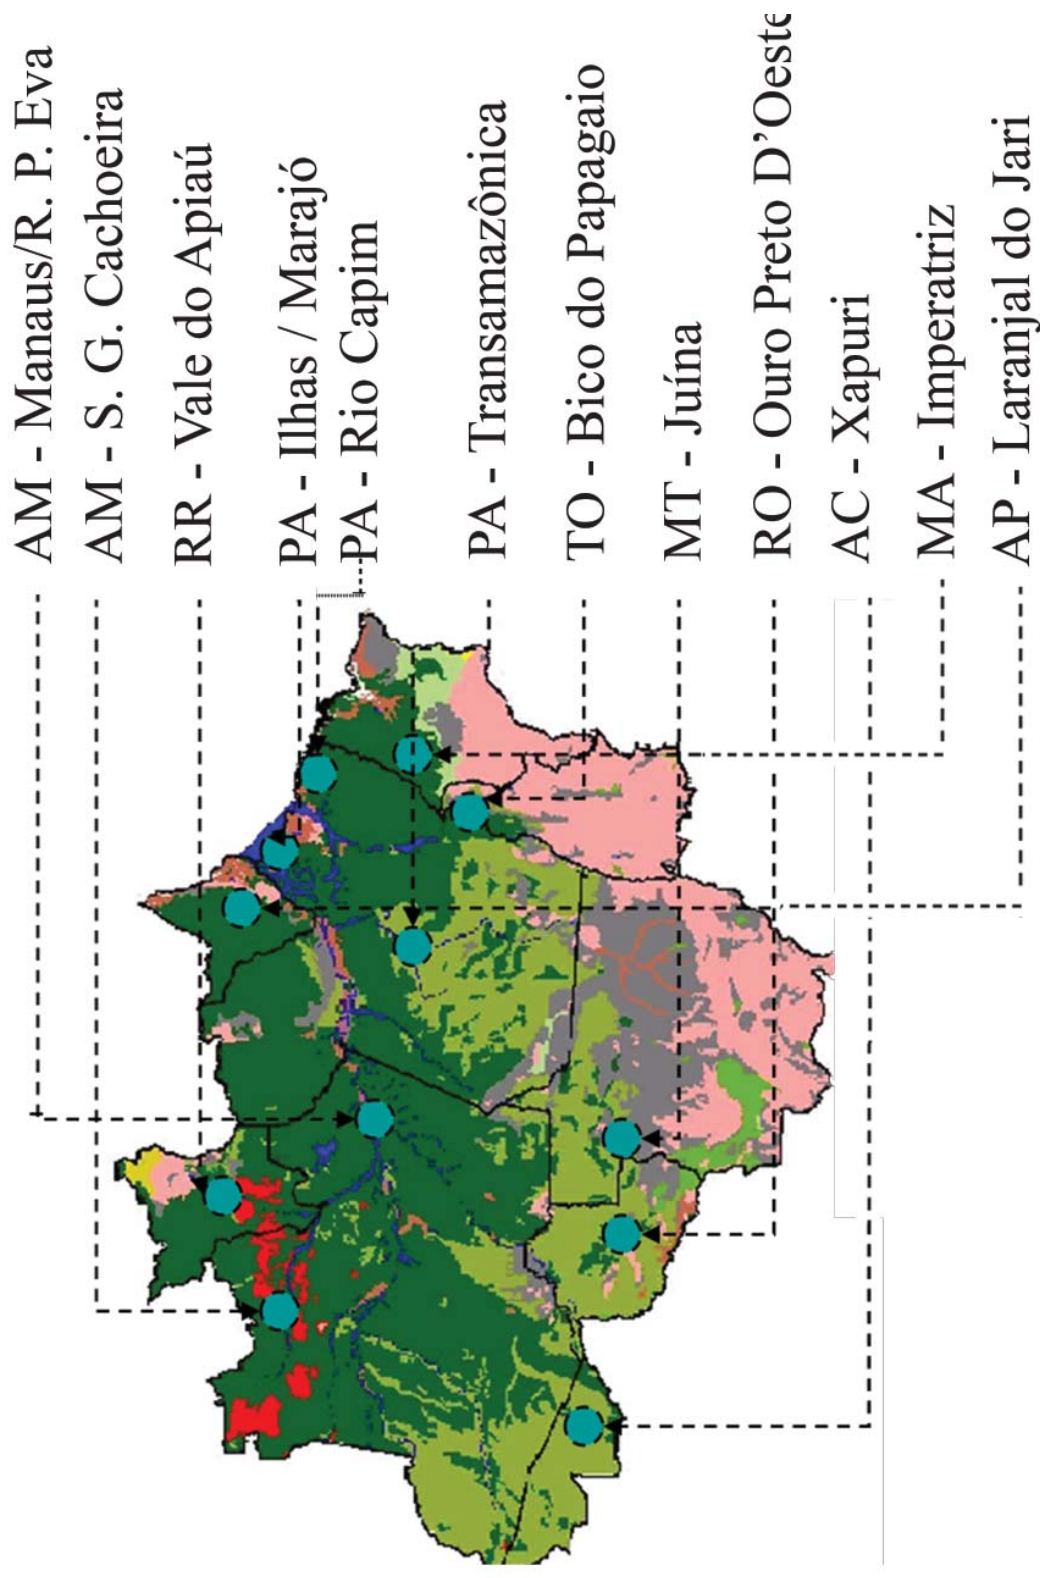 AM - Manaus/R. P. Eva
AM - S. G. Cachoeira
RR - Vale do Apiaú
PA - Ilhas / Marajó
PA - Rio Capim
PA - Transamazônica
TO - Bico do Papagaio
MT - Juína
RO - Ouro Preto D’Oeste
AC - Xapuri
MA - Imperatriz
AP - Laranjal do Jari